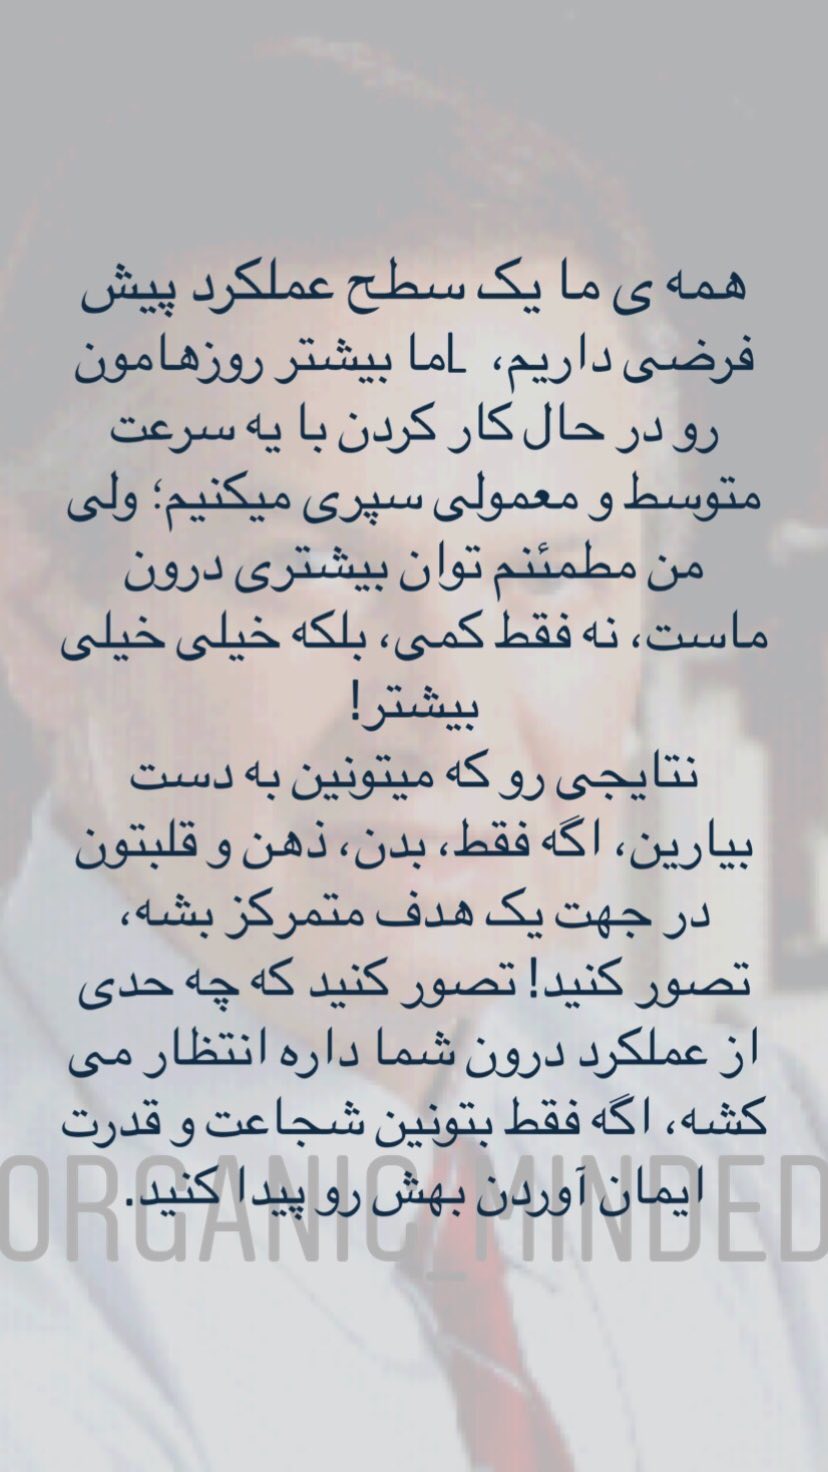 همه ی ما یک سطح عملکرد پیش
فرضی داریم، ما بیشتر روزهامون
رو در حال کار کردن با یه سرعت
متوسط و معمولی سپری میکنیم؛ ولی
من مطمئنم توان بیشتری درون
ماست، نه فقط کمی، بلکه خیلی خیلی
بیشتر!
نتایجی رو که میتونین به دست
بیارین، اگه فقط، بدن، ذهن و قلبتون
در جهت یک هدف متمرکز بشه،
تصور کنید! تصور کنید که چه حدی
از عملکرد درون شما داره انتظار می
کشه، اگه فقط بتونین شجاعت و قدرت
ایمان آوردن بهش رو پیدا کنید.
ORGANIC_MINDED